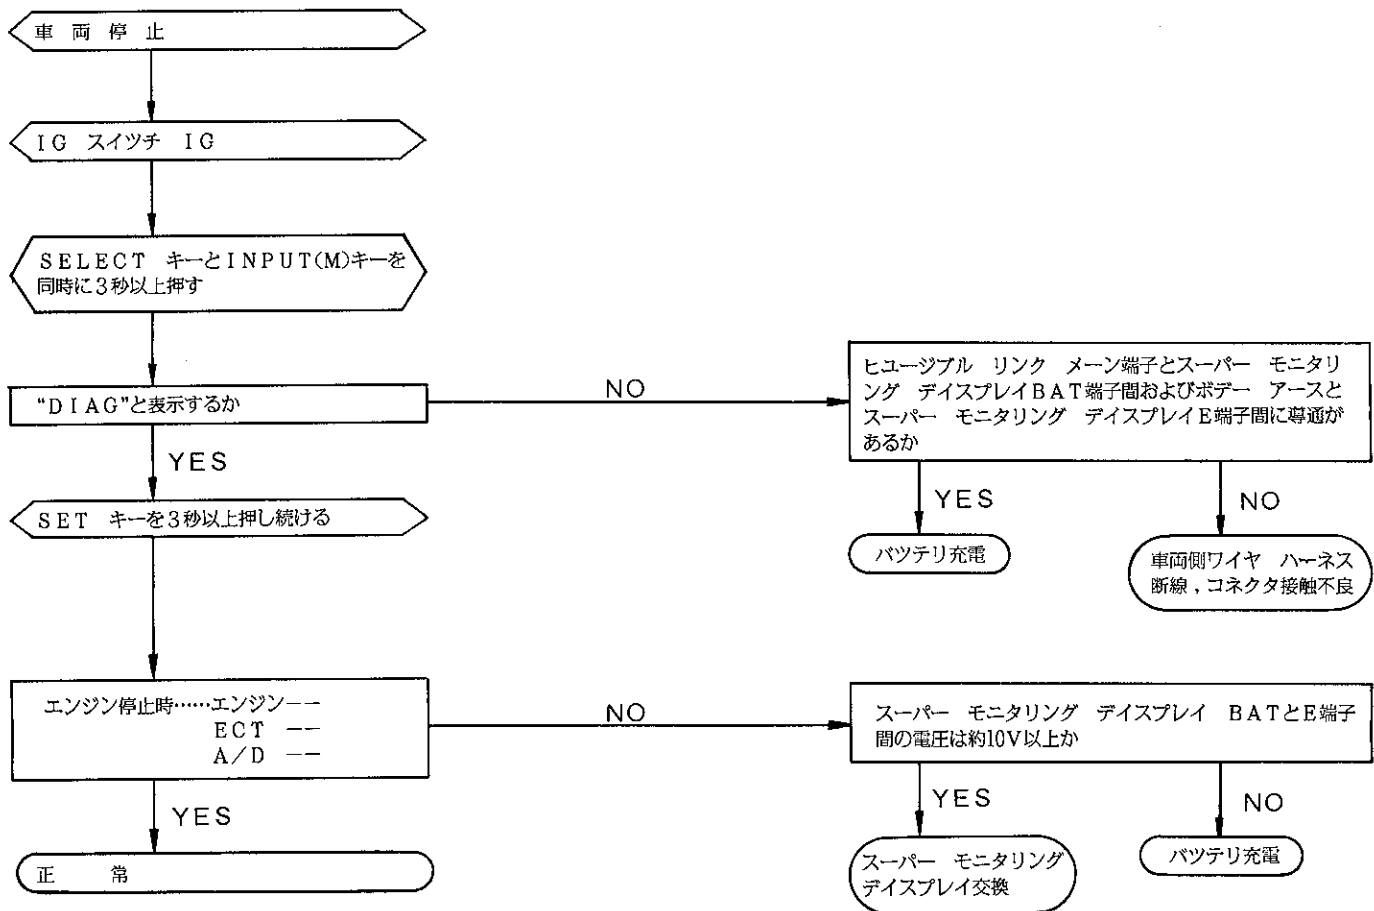 車 両 停 止
IG スイツチ IG
SELECT キーとINPUT(M)キーを
同時に3秒以上押す
“DIAG”と表示するか
NO
ヒユージブル リンク メーン端子とスーパー モニタリ
ング デイスプレイBAT端子間およびボデー アースと
スーパー モニタリング デイスプレイE端子間に導通が
あるか
YES
YES
NO
SET キーを3秒以上押し続ける
バツテリ充電
車両側ワイヤ ハーネス
断線，コネクタ接触不良
エンジン停止時……エンジン−−
ECT −−
A/D −−
NO
スーパー モニタリング デイスプレイ BATとE端子
間の電圧は約10V以上か
YES
YES
NO
正 常
スーパー モニタリング
デイスプレイ交換
バツテリ充電